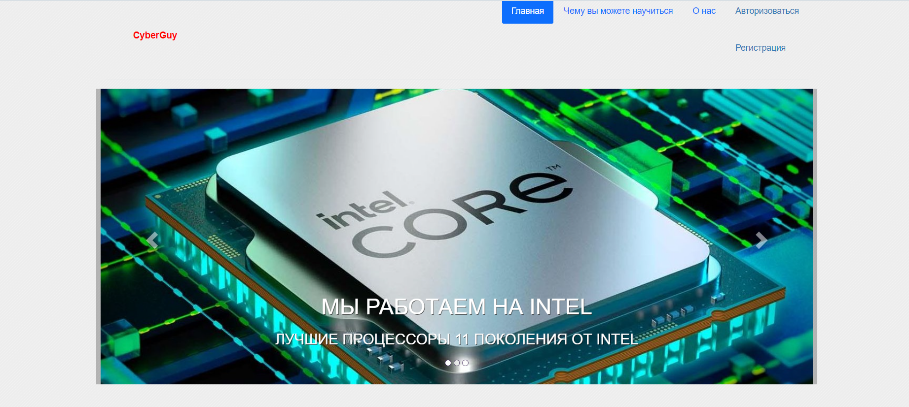 Главная Чему вы можете научиться О нас Авторизоваться
CyberGuy
Регистрация
intel.
CORE™
МЫ РАБОТАЕМ НА INTEL
ЛУЧШИЕ ПРОЦЕССОРЫ 11 ПОКОЛЕНИЯ ОТ INTEL